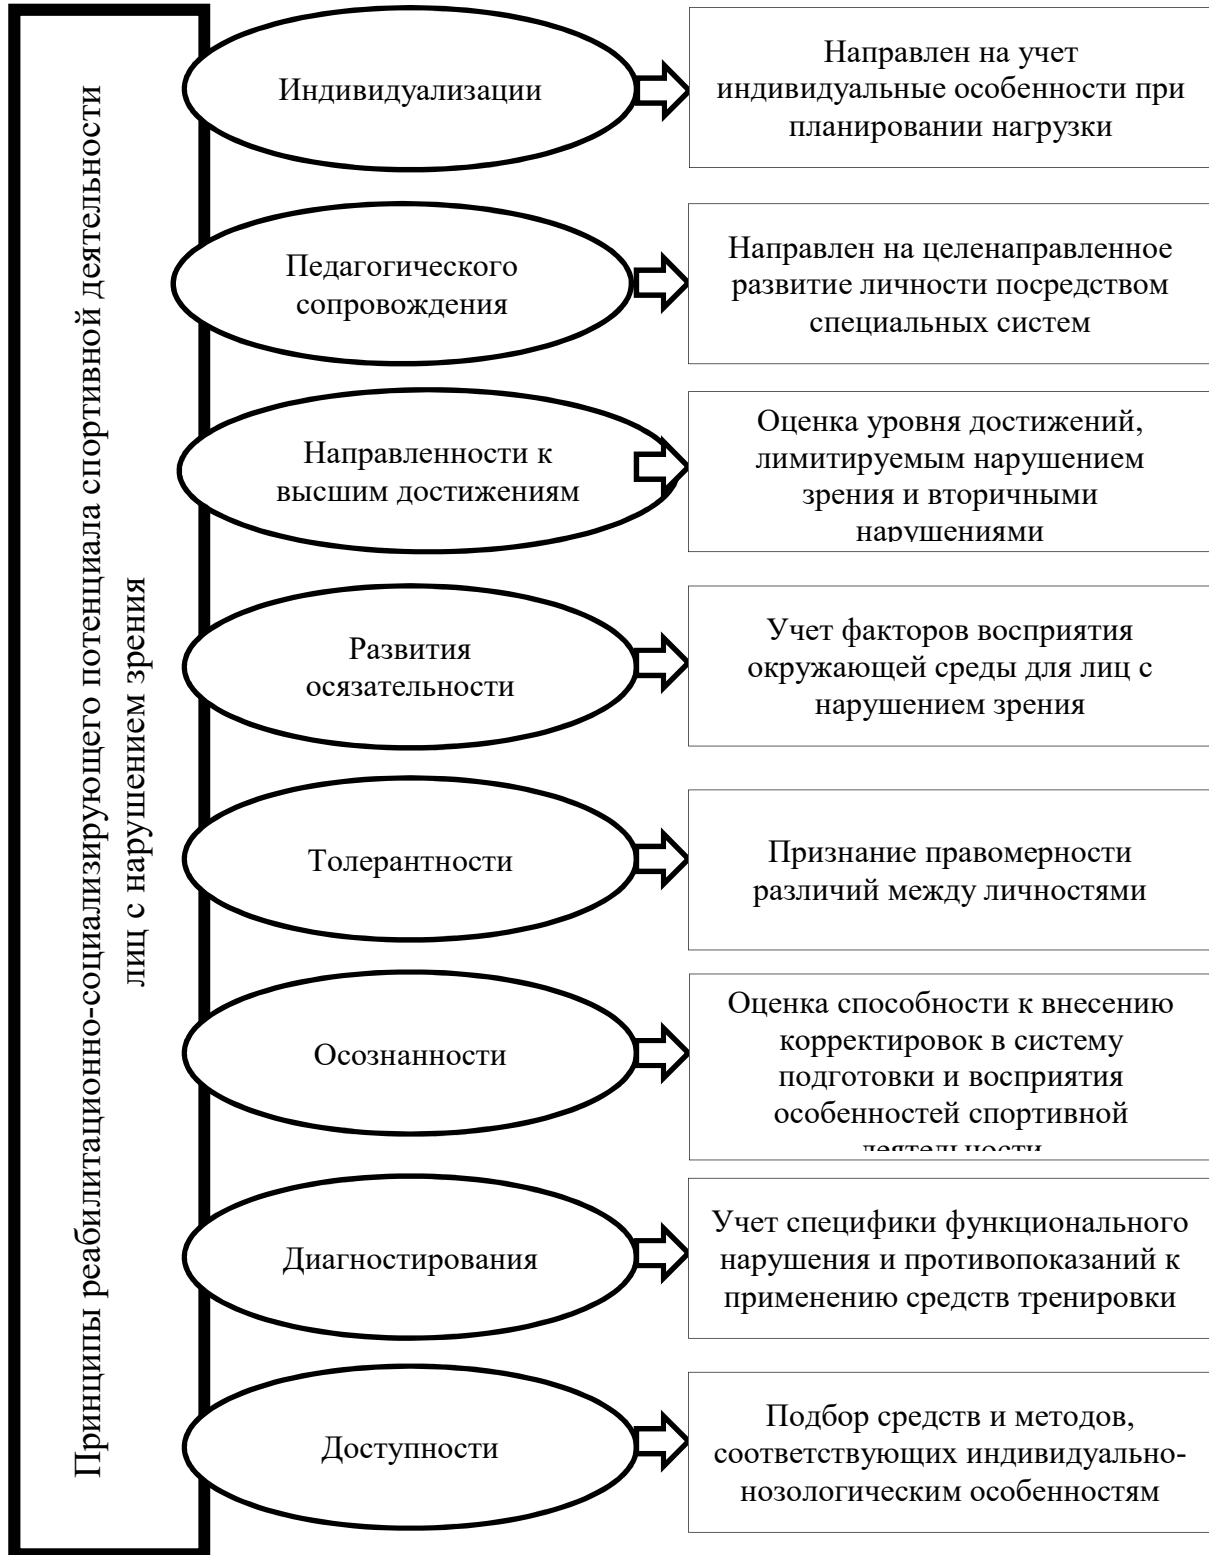 Принципы реабилитационно-социализирующего потенциала спортивной деятельности
лиц с нарушением зрения
Индивидуализации
Направлен на учет
индивидуальные особенности при
планировании нагрузки
Педагогического
сопровождения
Направлен на целенаправленное
развитие личности посредством
специальных систем
Направленности к
высшим достижениям
Оценка уровня достижений,
лимитируемым нарушением
зрения и вторичными
нарушениями
Развития
осязательности
Учет факторов восприятия
окружающей среды для лиц с
нарушением зрения
Толерантности
Признание правомерности
различий между личностями
Осознанности
Оценка способности к внесению
корректировок в систему
подготовки и восприятия
особенностей спортивной
деятельности
Диагностирования
Учет специфики функционального
нарушения и противопоказаний к
применению средств тренировки
Доступности
Подбор средств и методов,
соответствующих индивидуально-
нозологическим особенностям